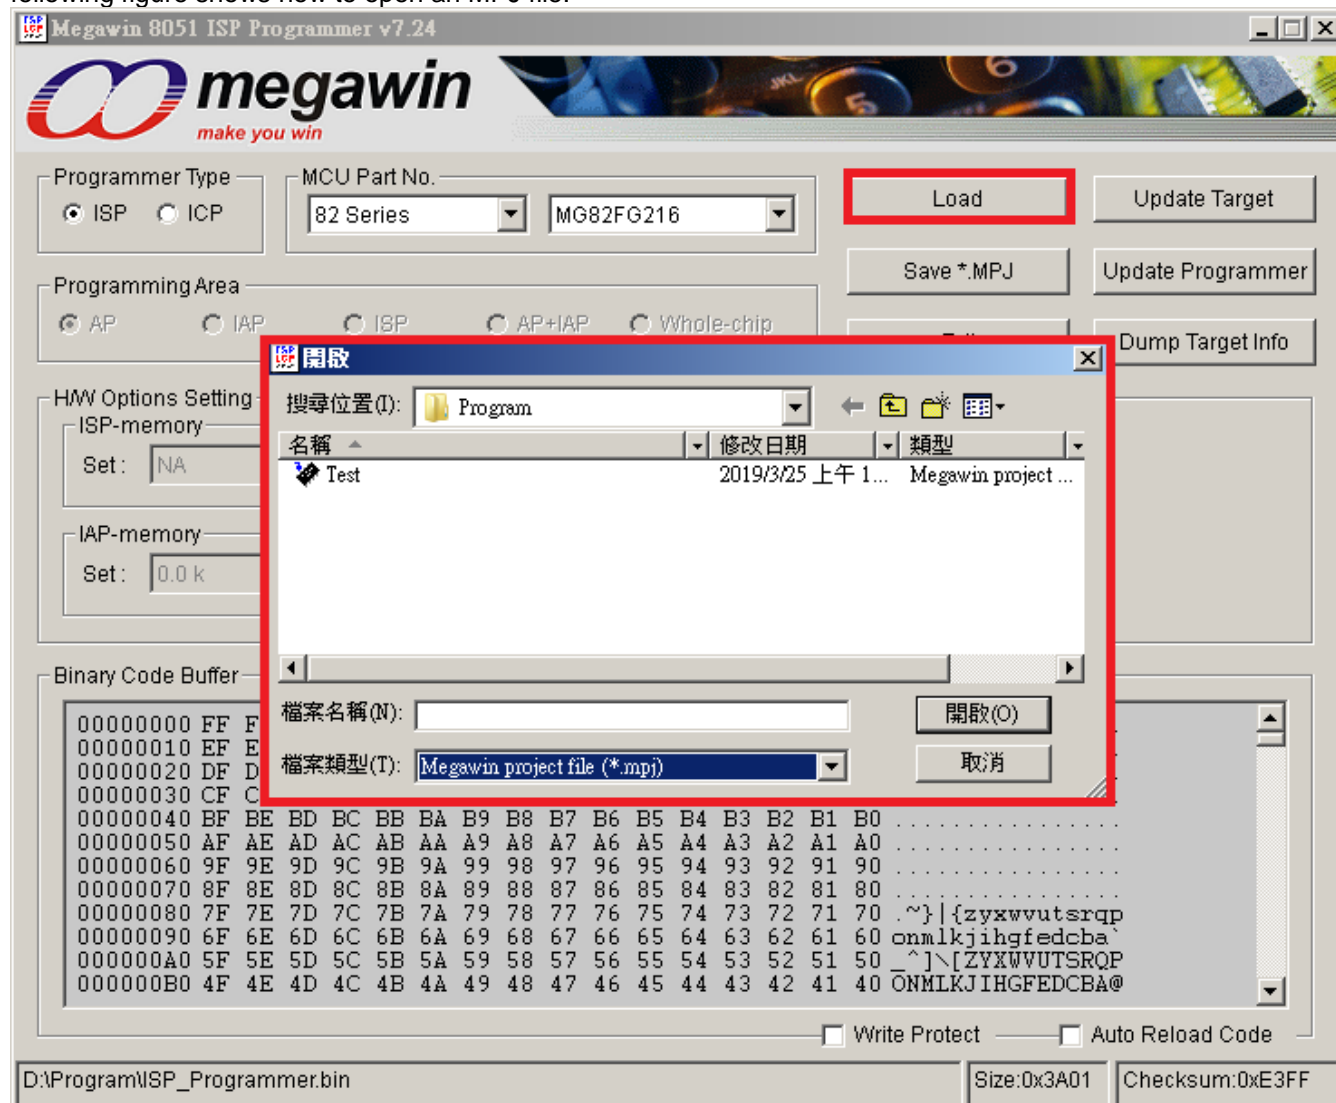 following figure shows how to open an MPJ file.
Megawin 8051 ISP Programmer v7.24
megawin
make you win
JKL
6
5
Programmer Type
MCU Part No.
ISP ICP
82 Series MG82FG216
Load
Update Target
Save *.MPJ
Update Programmer
Programming Area
AP IAP ISP AP+IAP Whole-chip
Dump Target Info
開啟
H/W Options Setting
搜尋位置(I): Program
ISP-memory
名稱 修改日期 類型
Set : NA
Test 2019/3/25 上午 1... Megawin project ...
IAP-memory
Set : 0.0 k
Binary Code Buffer
檔案名稱(N): 開啟(O)
檔案類型(T): Megawin project file (*.mpj) 取消
00000000 FF
00000010 EF
00000020 DF
00000030 CF
00000040 BF BE BD BC BB BA B9 B8 B7 B6 B5 B4 B3 B2 B1 B0 . . . . . . . . . . . . . . . .
00000050 AF AE AD AC AB AA A9 A8 A7 A6 A5 A4 A3 A2 A1 A0 . . . . . . . . . . . . . . . .
00000060 9F 9E 9D 9C 9B 9A 99 98 97 96 95 94 93 92 91 90 . . . . . . . . . . . . . . . .
00000070 8F 8E 8D 8C 8B 8A 89 88 87 86 85 84 83 82 81 80 . . . . . . . . . . . . . . . .
00000080 7F 7E 7D 7C 7B 7A 79 78 77 76 75 74 73 72 71 70 .~}|{zyxwvutsrqp
00000090 6F 6E 6D 6C 6B 6A 69 68 67 66 65 64 63 62 61 60 onmlkjihgfedcba`
000000A0 5F 5E 5D 5C 5B 5A 59 58 57 56 55 54 53 52 51 50 _^]\[ZYXWVUTSRQP
000000B0 4F 4E 4D 4C 4B 4A 49 48 47 46 45 44 43 42 41 40 ONMLKJIHGFEDCBA@
Write Protect Auto Reload Code
D:\Program\ISP_Programmer.bin Size:0x3A01 Checksum:0xE3FF